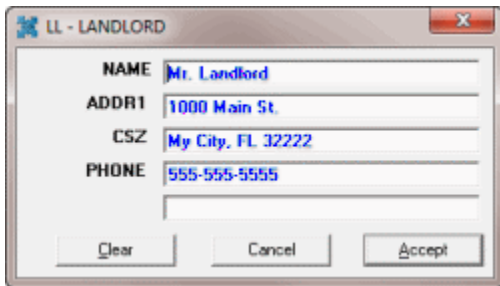 LL - LANDLORD
NAME Mr. Landlord
ADDR1 1000 Main St.
CSZ My City, FL 32222
PHONE 555-555-5555
Clear Cancel Accept